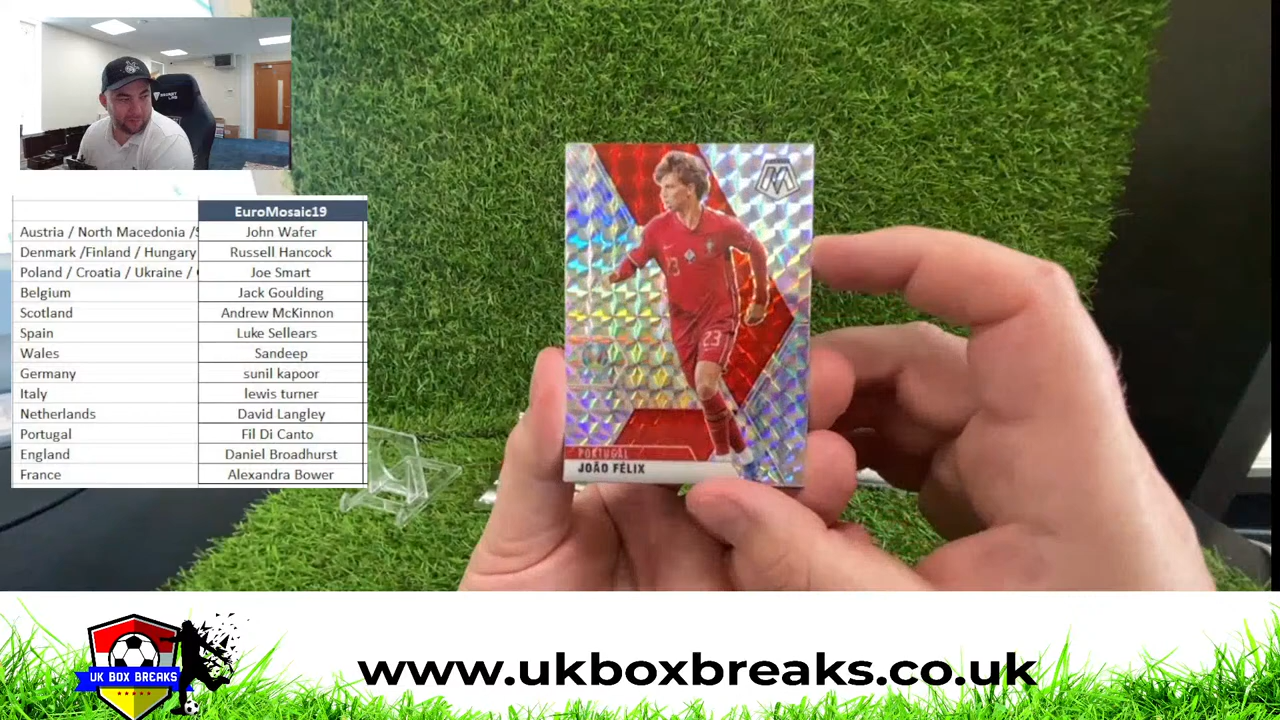 EuroMosaic19
Austria / North Macedonia / John Wafer
Denmark /Finland / Hungary Russell Hancock
Poland / Croatia / Ukraine / Joe Smart
Belgium Jack Goulding
Scotland Andrew McKinnon
Spain Luke Sellears
Wales Sandeep
Germany sunil kapoor
Italy lewis turner
Netherlands David Langley
Portugal Fil Di Canto
England Daniel Broadhurst
France Alexandra Bower
M
23
23
PORTUGAL
JOÃO FÉLIX
UK BOX BREAKS
www.ukboxbreaks.co.uk